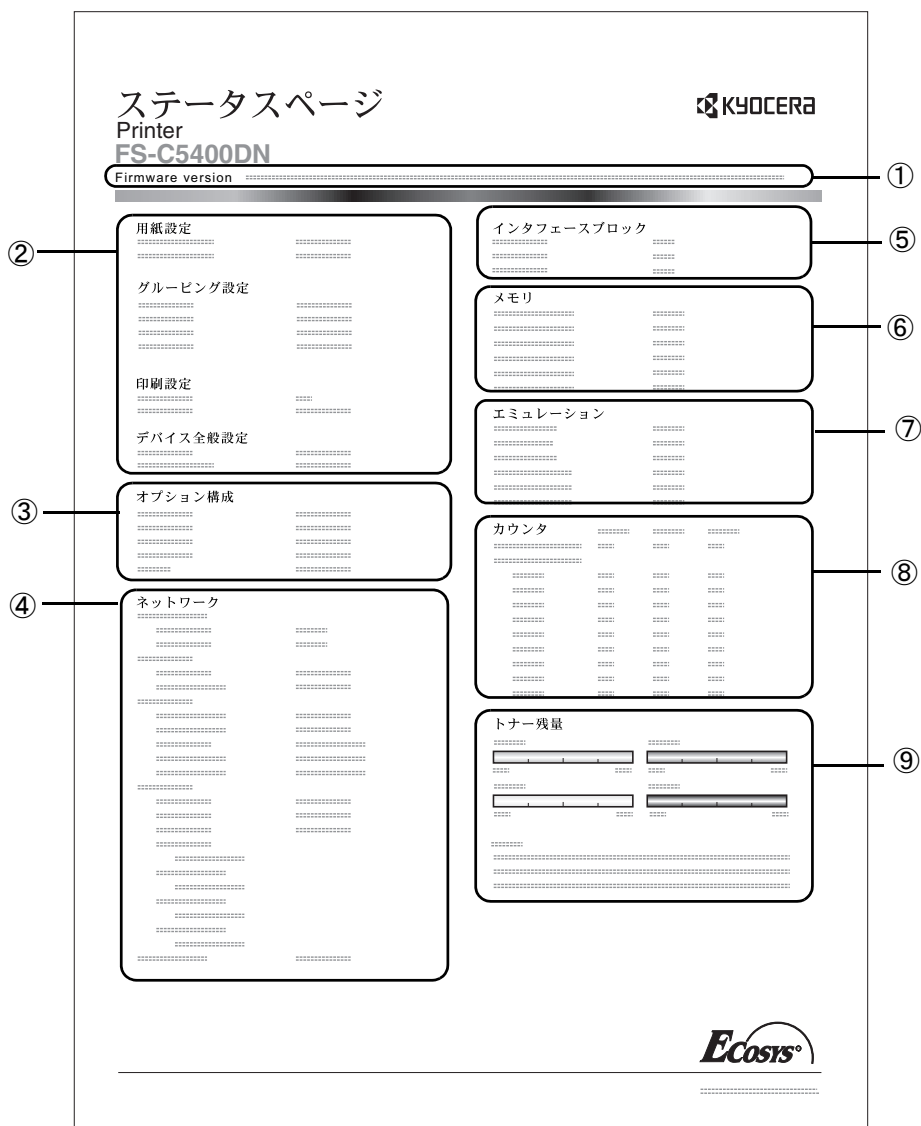 ステータスページ
KYOCERA
Printer
FS-C5400DN
Firmware version
①
②
用紙設定
グルーピング設定
印刷設定
デバイス全般設定
③
オプション構成
④
ネットワーク
インタフェースブロック
⑤
メモリ
⑥
エミュレーション
⑦
カウンタ
⑧
トナー残量
⑨
ECOSYS